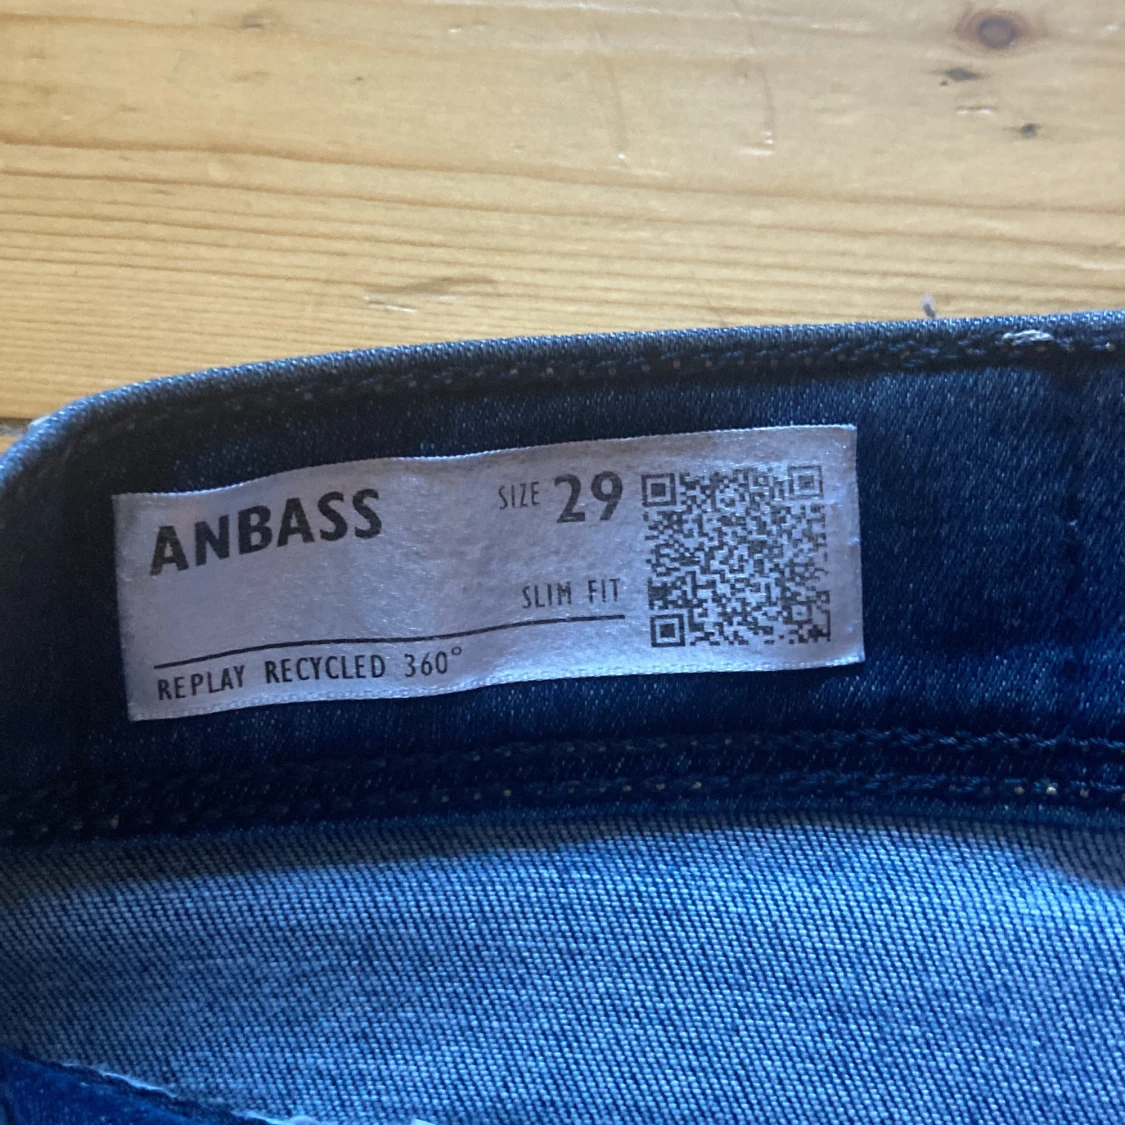 ANBASS
SIZE 29
SLIM FIT
REPLAY RECYCLED 360°